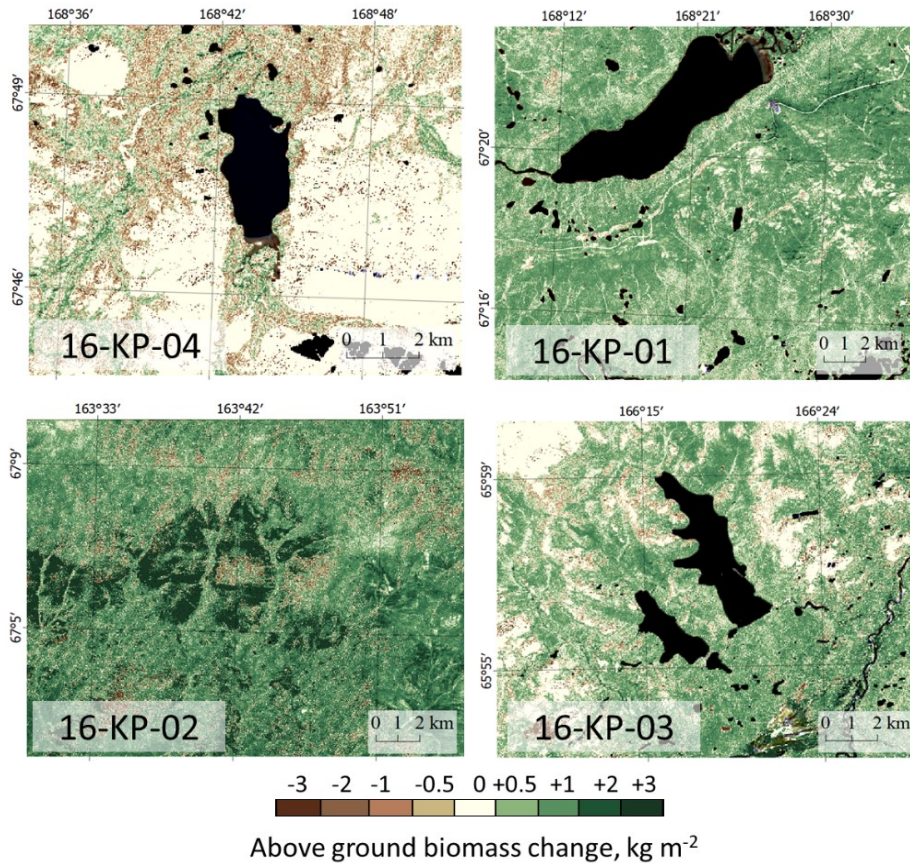 168°36′ 168°42′ 168°48′
67°49′
67°46′
16-KP-04
0 1 2 km
168°12′ 168°21′ 168°30′
67°20′
67°16′
16-KP-01
0 1 2 km
163°33′ 163°42′ 163°51′
67°9′
67°5′
16-KP-02
0 1 2 km
166°15′ 166°24′
65°59′
65°55′
16-KP-03
0 1 2 km
-3 -2 -1 -0.5 0 +0.5 +1 +2 +3
Above ground biomass change, kg m⁻²